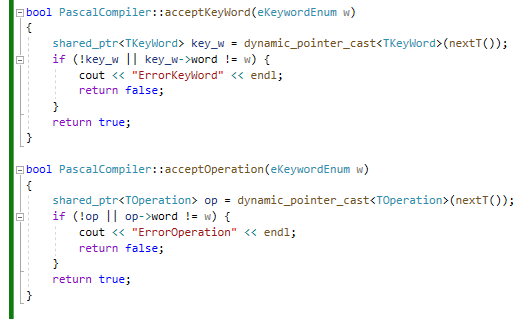 bool PascalCompiler::acceptKeyWord(eKeywordEnum w)
{
    shared_ptr<TKeyWord> key_w = dynamic_pointer_cast<TKeyWord>(nextT());
    if (!key_w || key_w->word != w) {
        cout << "ErrorKeyWord" << endl;
        return false;
    }
    return true;
}

bool PascalCompiler::acceptOperation(eKeywordEnum w)
{
    shared_ptr<TOperation> op = dynamic_pointer_cast<TOperation>(nextT());
    if (!op || op->word != w) {
        cout << "ErrorOperation" << endl;
        return false;
    }
    return true;
}